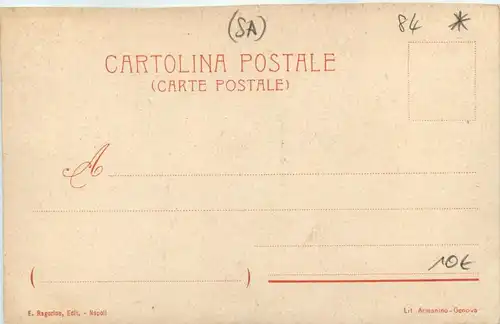 (SA) 84 *
CARTOLINA POSTALE
(CARTE POSTALE)
A
10€
( )
E. Ragozino, Edit. - Napoli Lit. Armanino - Genova